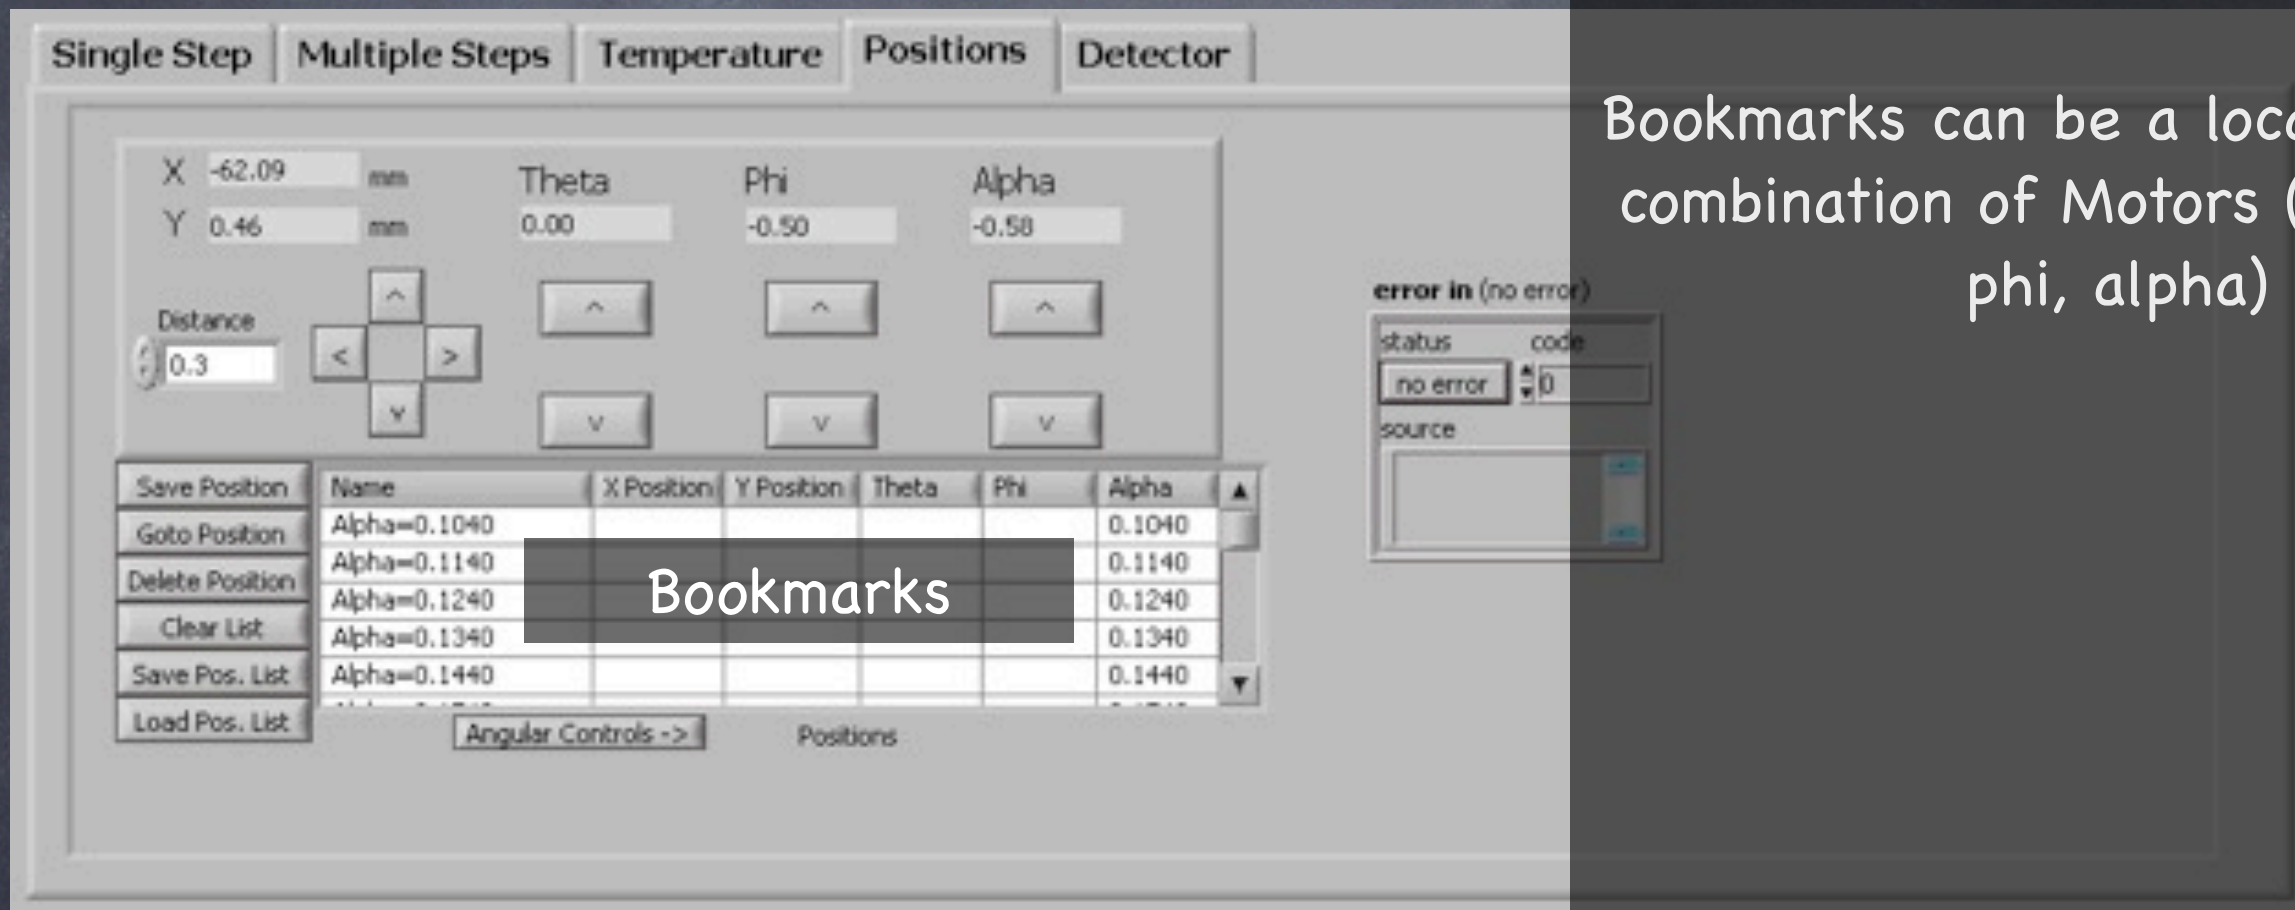 Single Step Multiple Steps Temperature Positions Detector
Bookmarks can be a loca
combination of Motors (
phi, alpha)
X -62.09 mm Theta Phi Alpha
Y 0.46 mm 0.00 -0.50 -0.58
^ ^ ^ ^
Distance
0.3 < >
v v v v
error in (no error)
status code
no error 0
source
Save Position Name X Position Y Position Theta Phi Alpha
Goto Position Alpha=0.1040 0.1040
Delete Position Alpha=0.1140 0.1140
Bookmarks
Clear List Alpha=0.1240 0.1240
Alpha=0.1340 0.1340
Save Pos. List Alpha=0.1440 0.1440
Load Pos. List
Angular Controls -> Positions